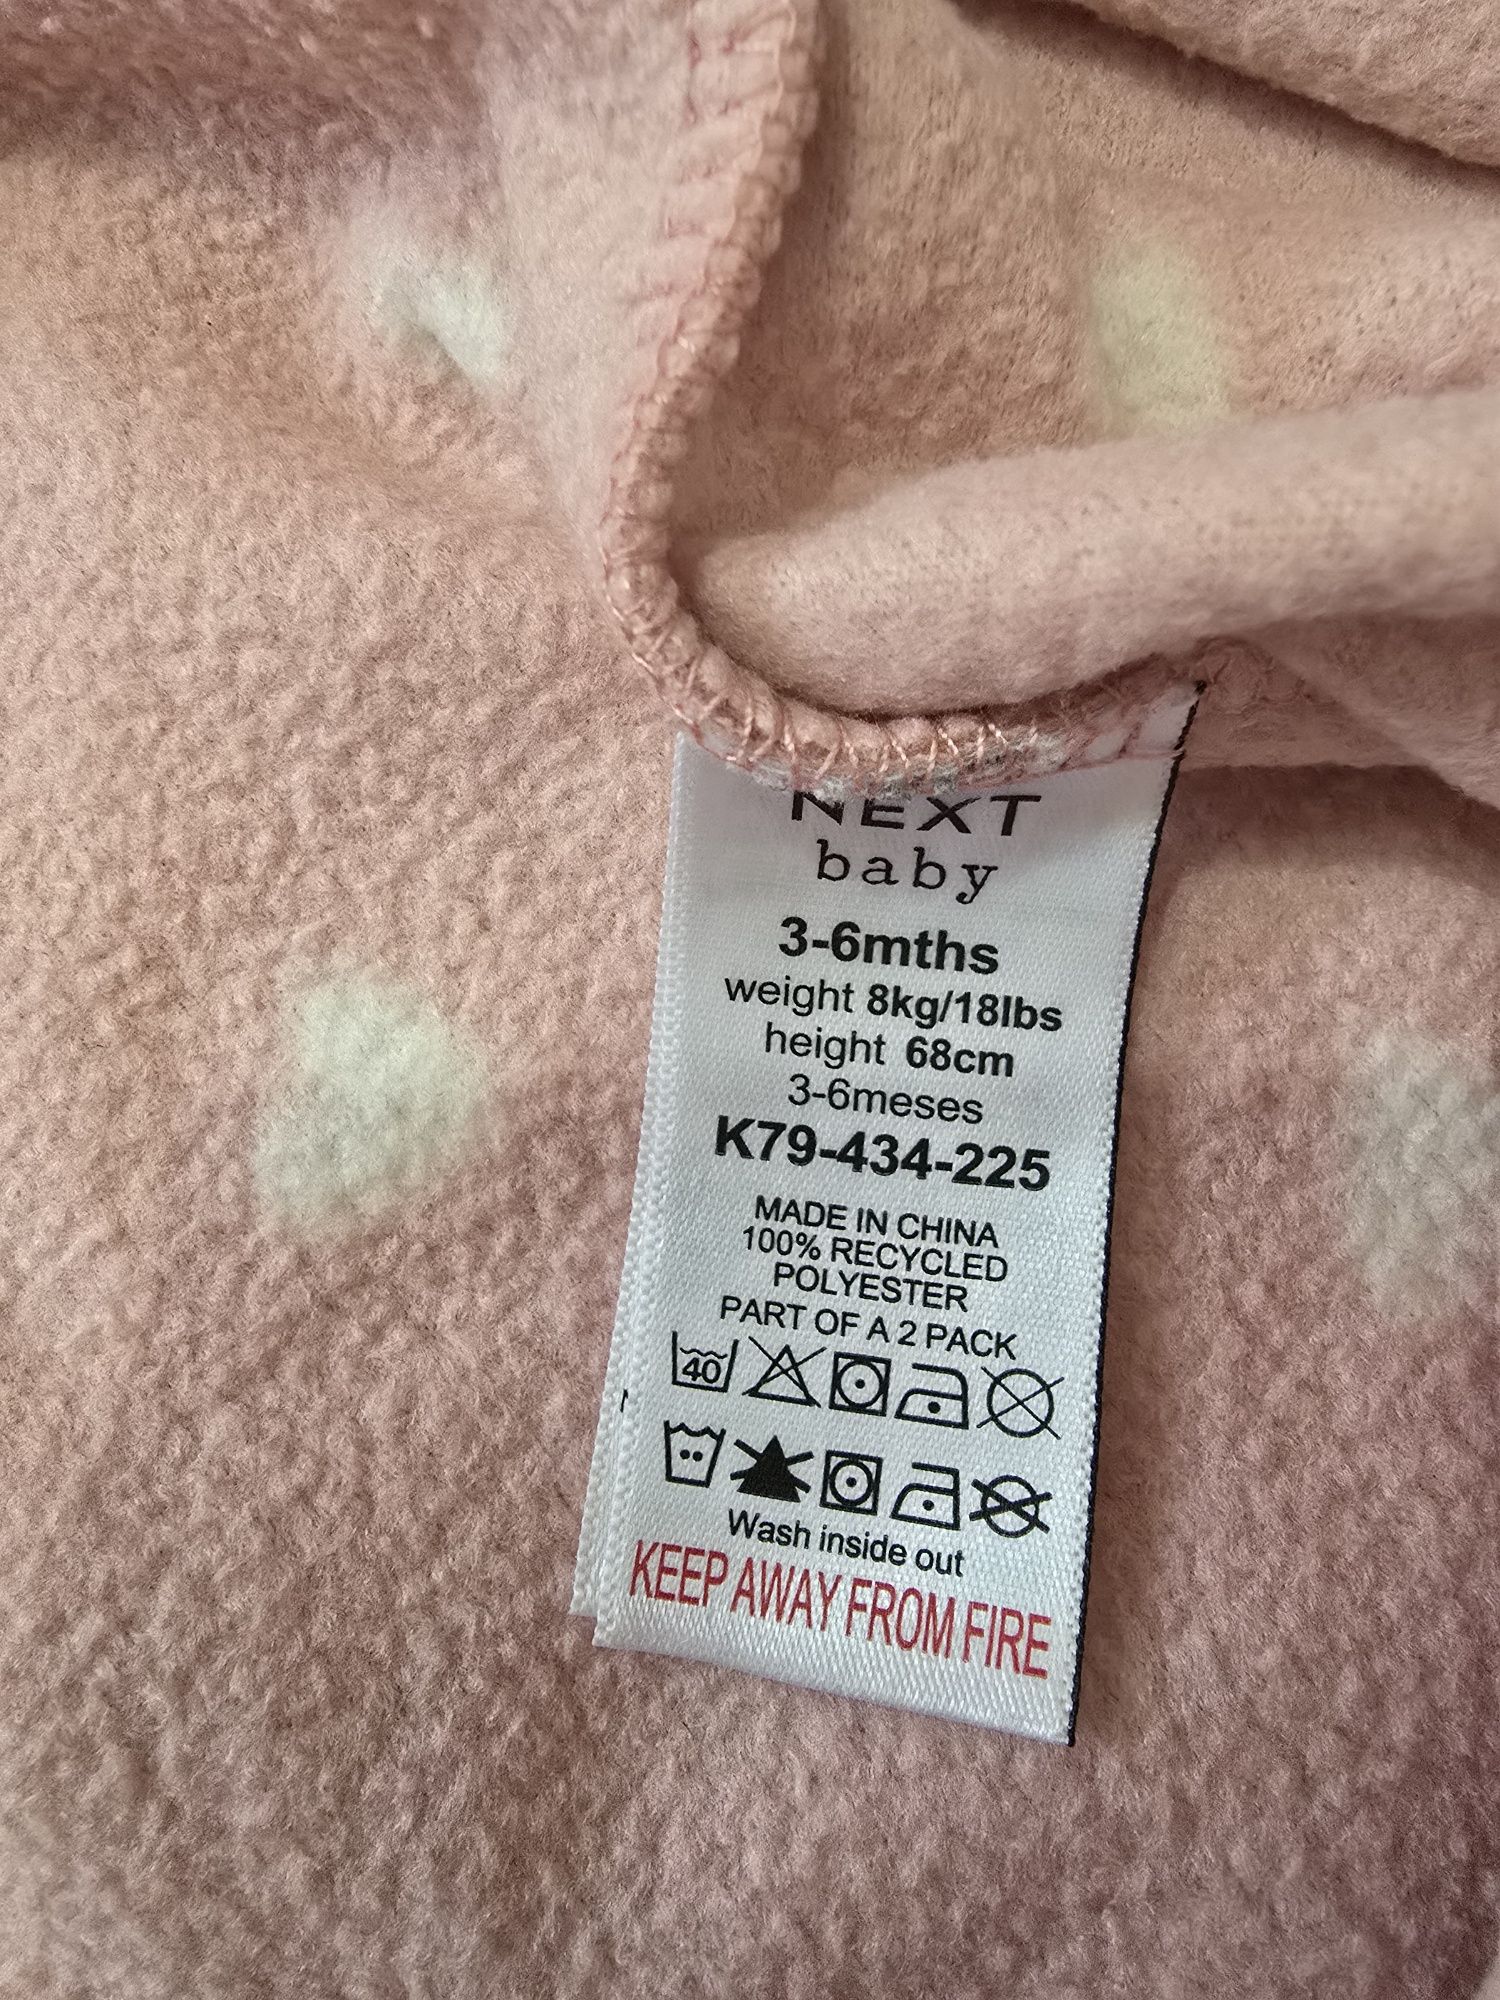 NEXT
baby
3-6mths
weight 8kg/18lbs
height 68cm
3-6meses
K79-434-225
MADE IN CHINA
100% RECYCLED
POLYESTER
PART OF A 2 PACK
40
Wash inside out
KEEP AWAY FROM FIRE